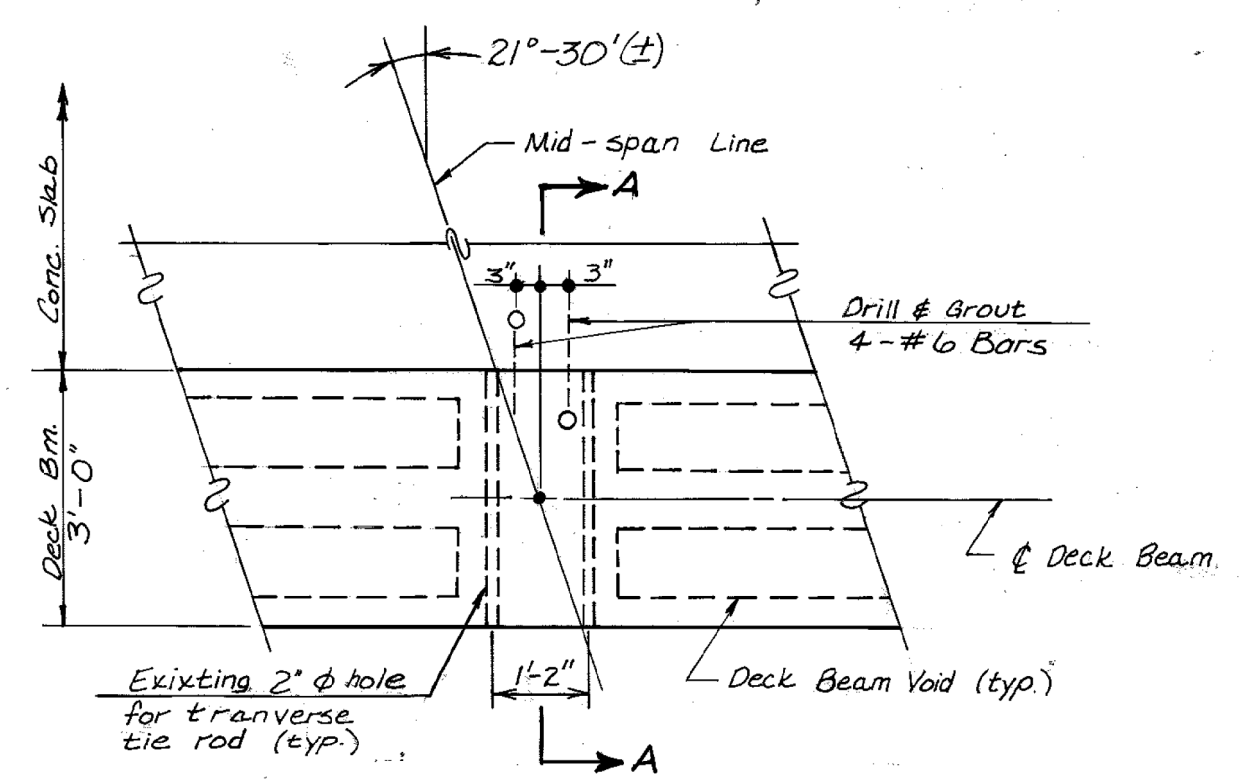 21°-30'(±)
Mid-span Line
A
Conc. Slab
3" 3"
Drill & Grout
4-#6 Bars
Deck Bm.
3'-0"
℄ Deck Beam
Exixting 2" ϕ hole
for tranverse
tie rod (typ.)
1'-2"
Deck Beam Void (typ.)
A